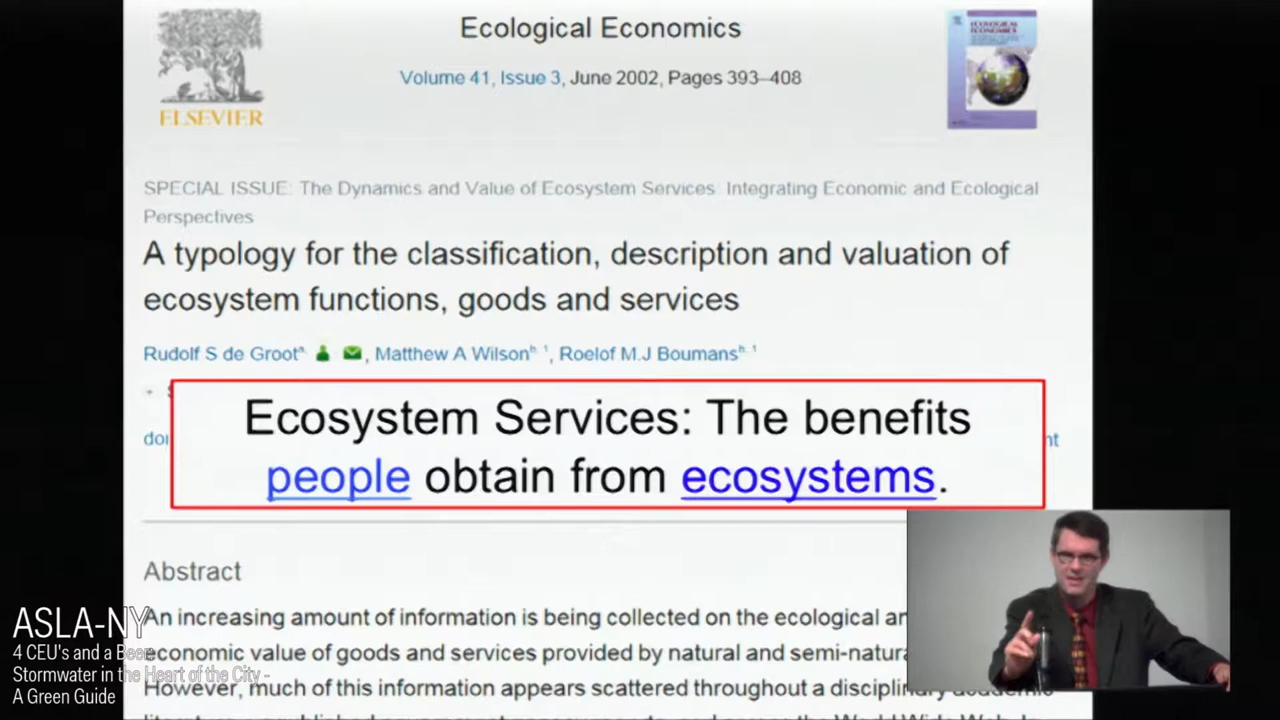 Ecological Economics
Volume 41, Issue 3, June 2002, Pages 393–408
ELSEVIER
ECOLOGICAL
ECONOMICS
SPECIAL ISSUE: The Dynamics and Value of Ecosystem Services: Integrating Economic and Ecological
Perspectives
A typology for the classification, description and valuation of
ecosystem functions, goods and services
Rudolf S de Groot a, Matthew A Wilson b, 1, Roelof M.J Boumans b, 1
Ecosystem Services: The benefits
people obtain from ecosystems.
Abstract
An increasing amount of information is being collected on the ecological
economic value of goods and services provided by natural and
However, much of this information appears scattered throughout a disciplinary academic
ASLA-NY
4 CEU's and a Beer:
Stormwater in the Heart of the City -
A Green Guide